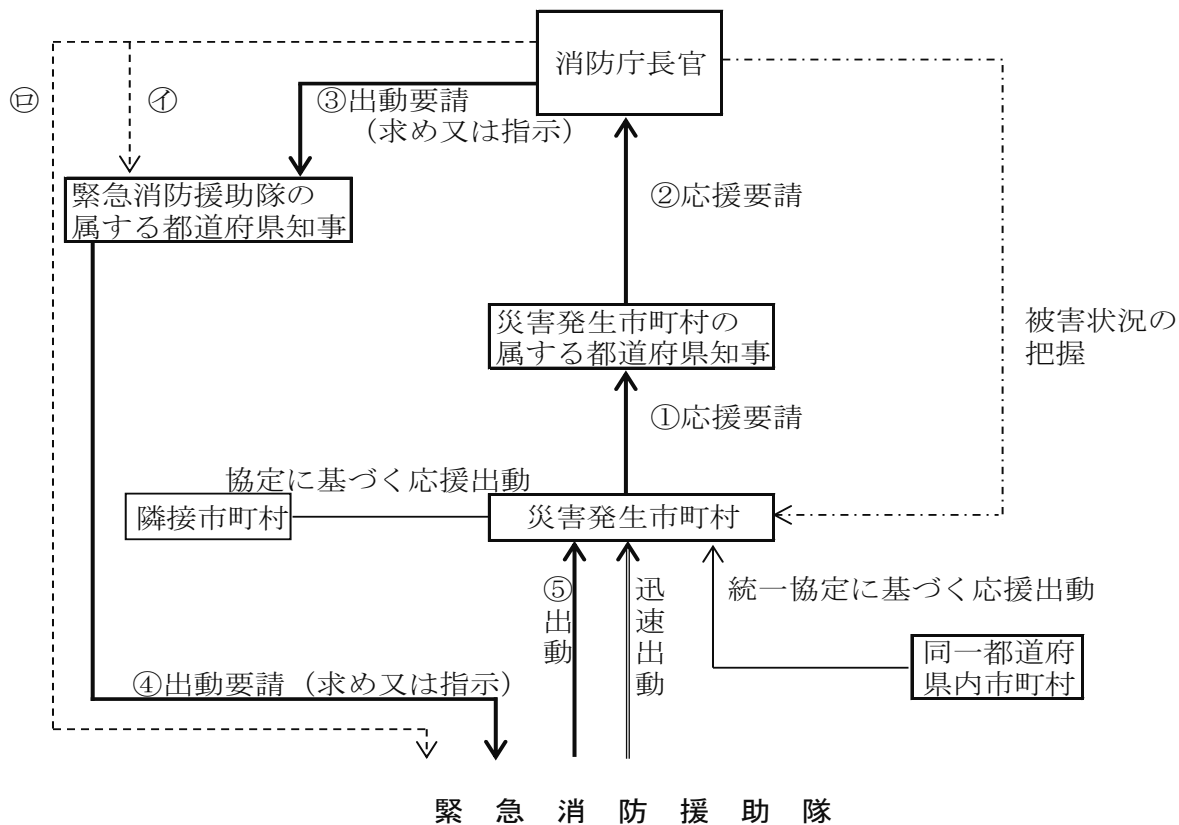 消防庁長官
㋺
㋑
③出動要請
（求め又は指示）
緊急消防援助隊の
属する都道府県知事
②応援要請
災害発生市町村の
属する都道府県知事
被害状況の
把握
①応援要請
協定に基づく応援出動
隣接市町村
災害発生市町村
⑤出動
迅速出動
統一協定に基づく応援出動
同一都道府
県内市町村
④出動要請（求め又は指示）
緊急消防援助隊